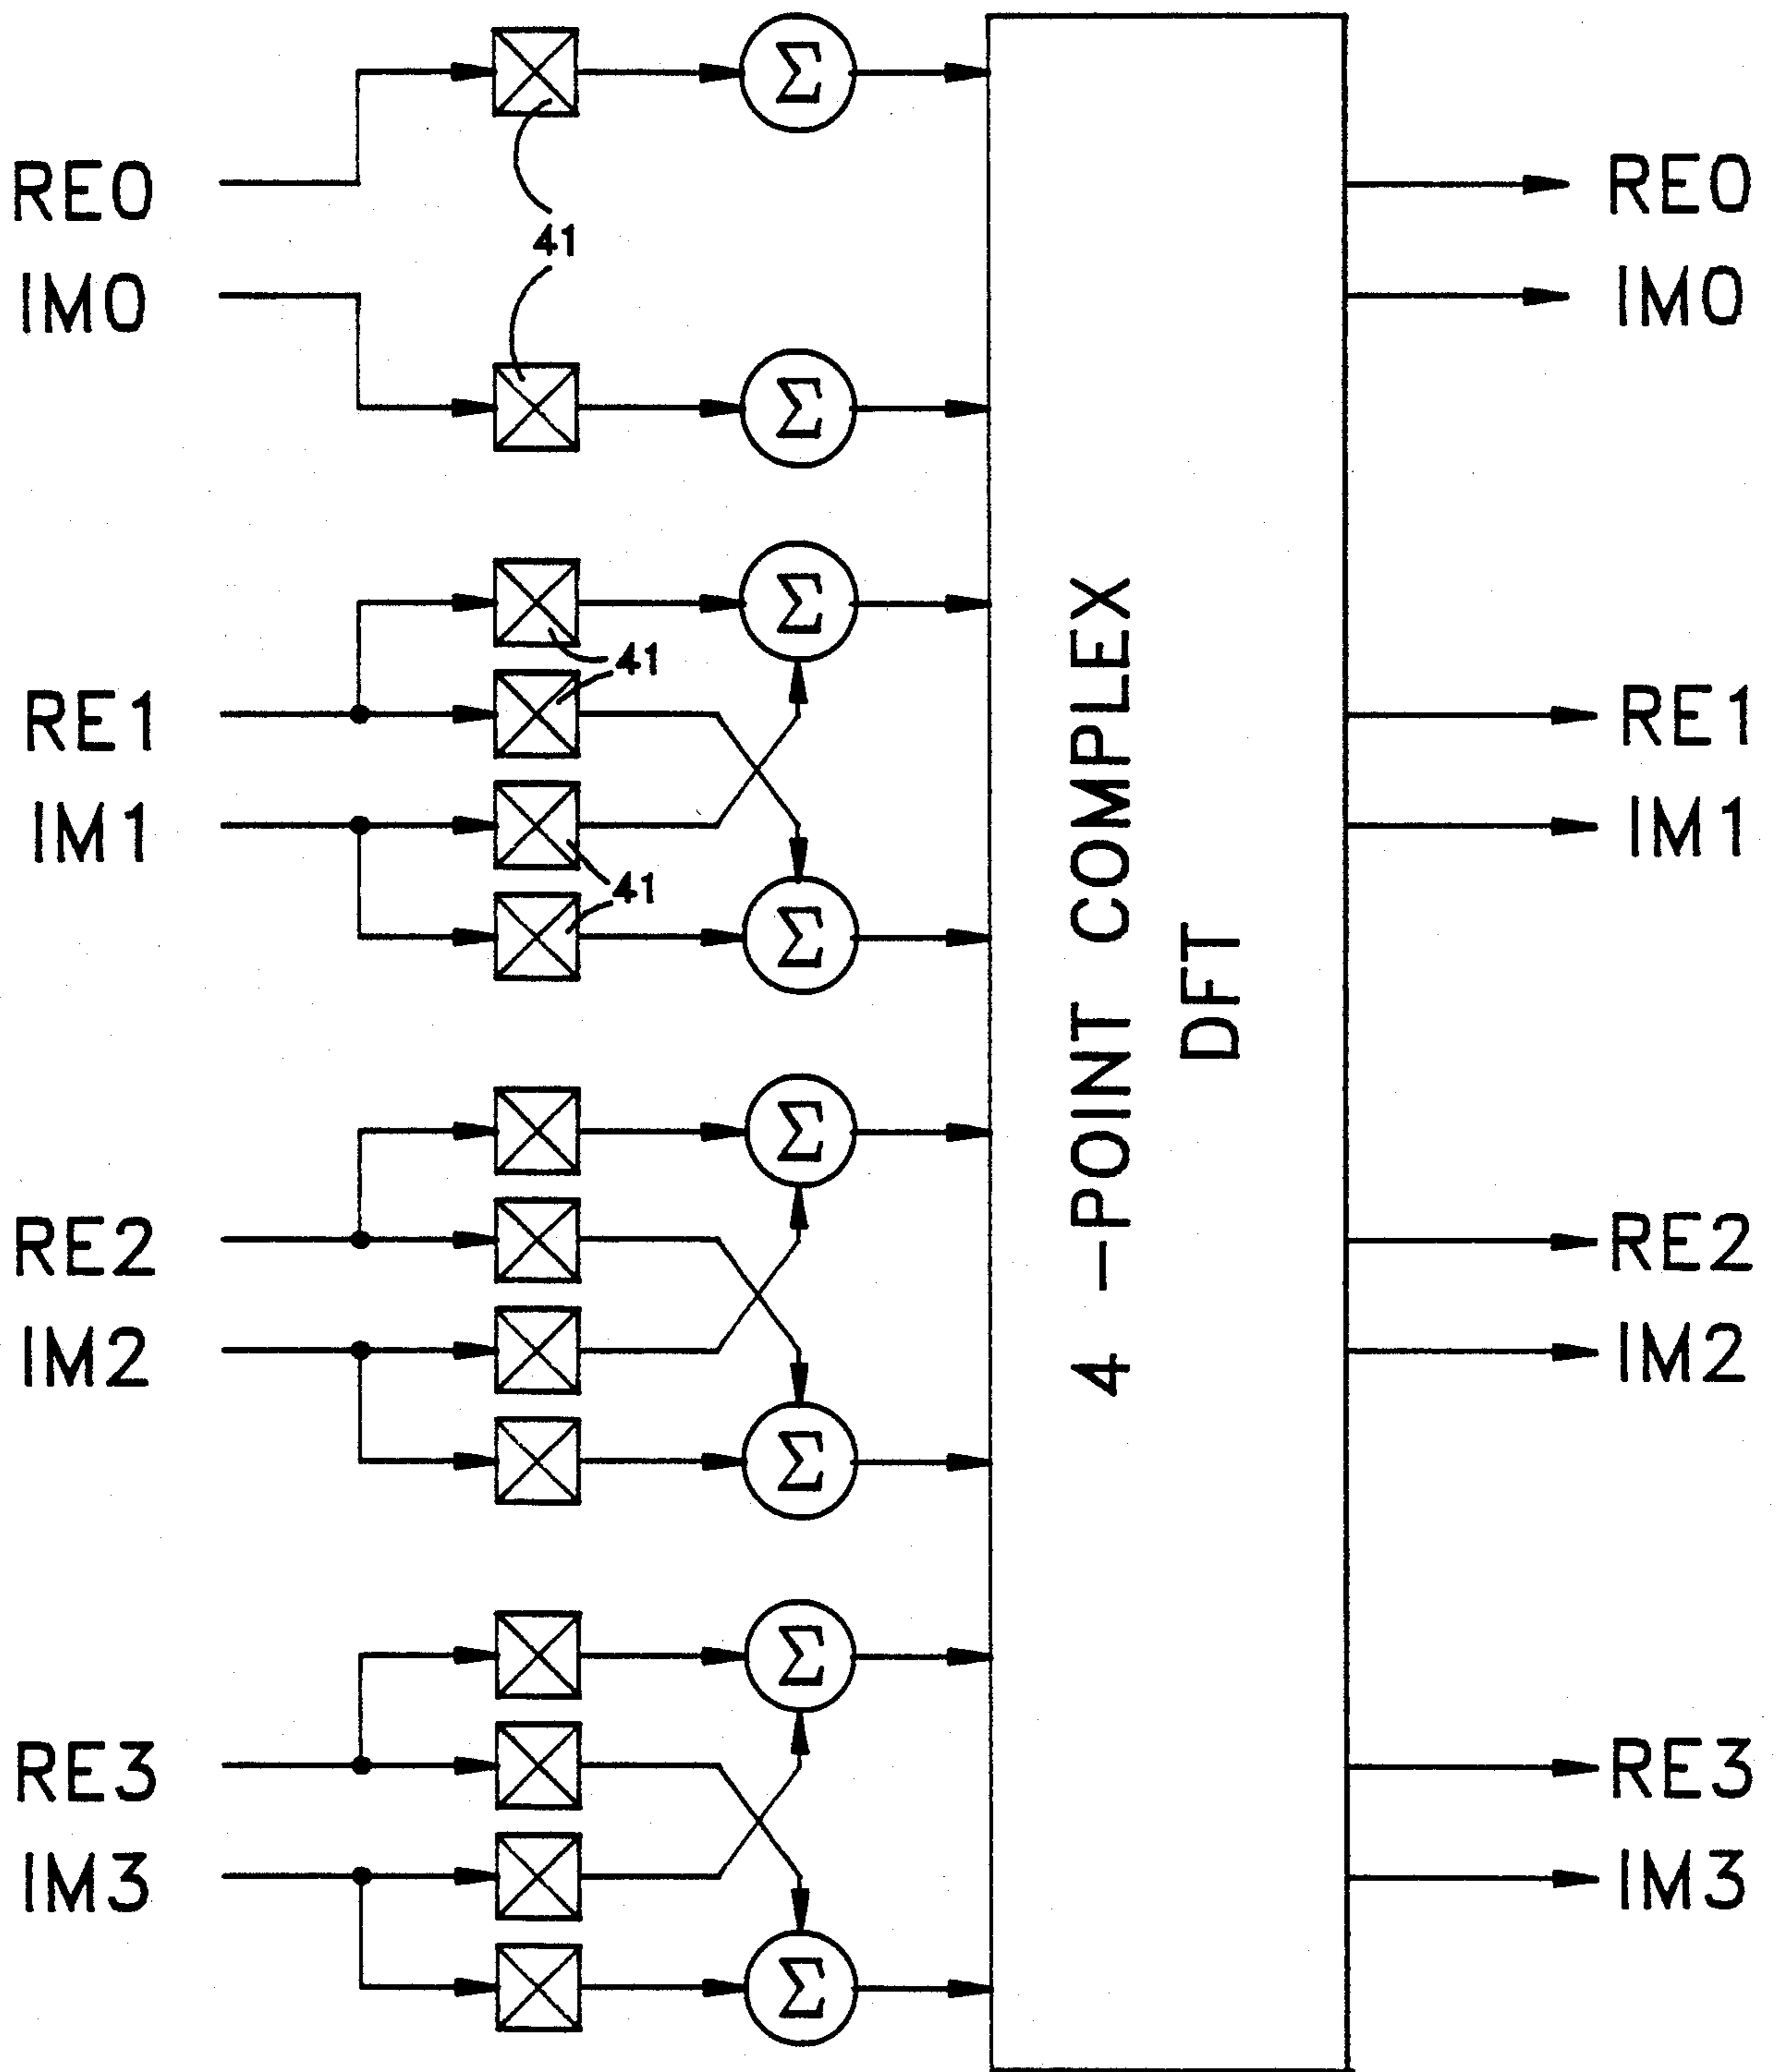 Σ
RE0
RE0
41
IM0
IM0
Σ
Σ
41
RE1
RE1
IM1
IM1
41
Σ
4-POINT COMPLEX
DFT
Σ
RE2
RE2
IM2
IM2
Σ
Σ
RE3
RE3
IM3
IM3
Σ